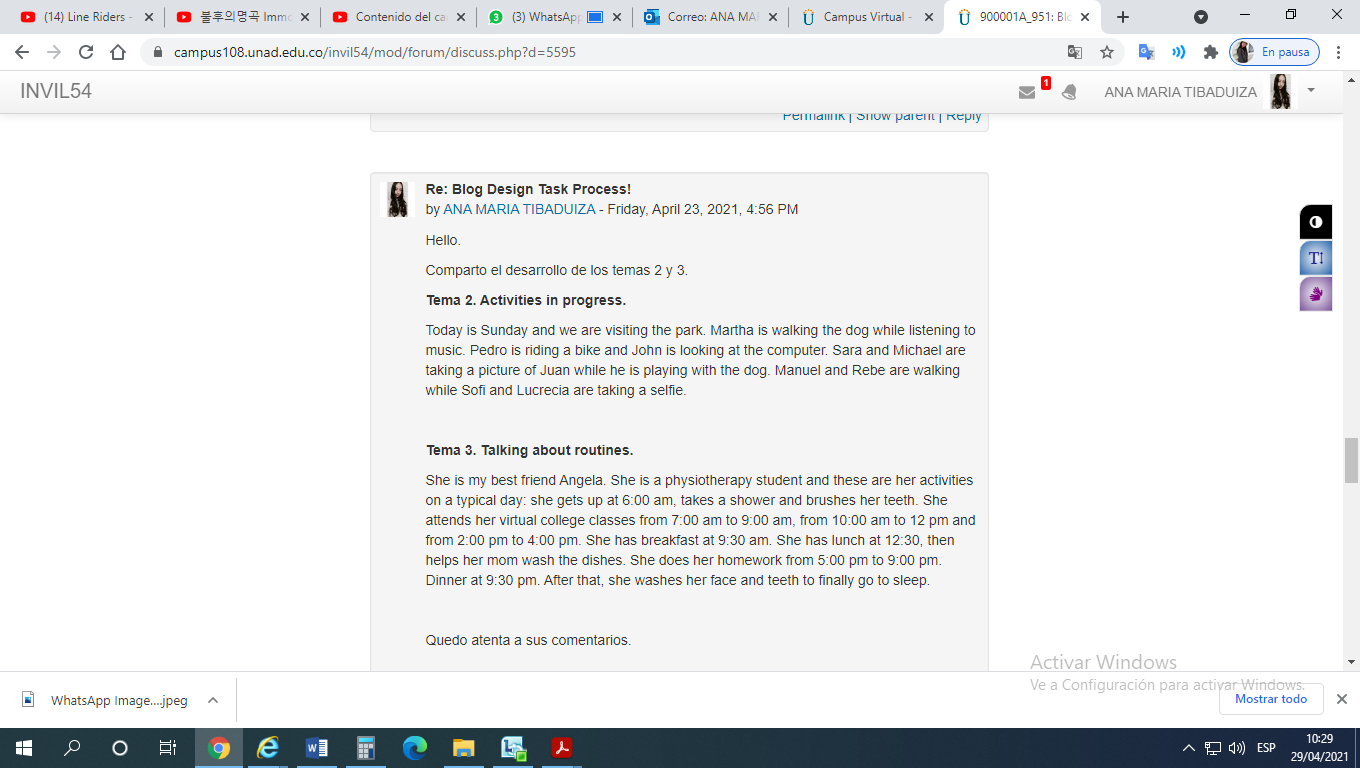 (14) Line Riders -
불후의명곡 Immo
Contenido del ca
(3) WhatsApp
Correo: ANA MAR
Campus Virtual -
900001A_951: Blo
campus108.unad.edu.co/invil54/mod/forum/discuss.php?d=5595
En pausa
INVIL54
1
ANA MARIA TIBADUIZA
Permalink | Show parent | Reply
Re: Blog Design Task Process!
by ANA MARIA TIBADUIZA - Friday, April 23, 2021, 4:56 PM
Hello.
Comparto el desarrollo de los temas 2 y 3.
Tema 2. Activities in progress.
Today is Sunday and we are visiting the park. Martha is walking the dog while listening to
music. Pedro is riding a bike and John is looking at the computer. Sara and Michael are
taking a picture of Juan while he is playing with the dog. Manuel and Rebe are walking
while Sofi and Lucrecia are taking a selfie.
Tema 3. Talking about routines.
She is my best friend Angela. She is a physiotherapy student and these are her activities
on a typical day: she gets up at 6:00 am, takes a shower and brushes her teeth. She
attends her virtual college classes from 7:00 am to 9:00 am, from 10:00 am to 12 pm and
from 2:00 pm to 4:00 pm. She has breakfast at 9:30 am. She has lunch at 12:30, then
helps her mom wash the dishes. She does her homework from 5:00 pm to 9:00 pm.
Dinner at 9:30 pm. After that, she washes her face and teeth to finally go to sleep.
Quedo atenta a sus comentarios.
Activar Windows
Ve a Configuración para activar Windows.
WhatsApp Image....jpeg
Mostrar todo
ESP
10:29
29/04/2021